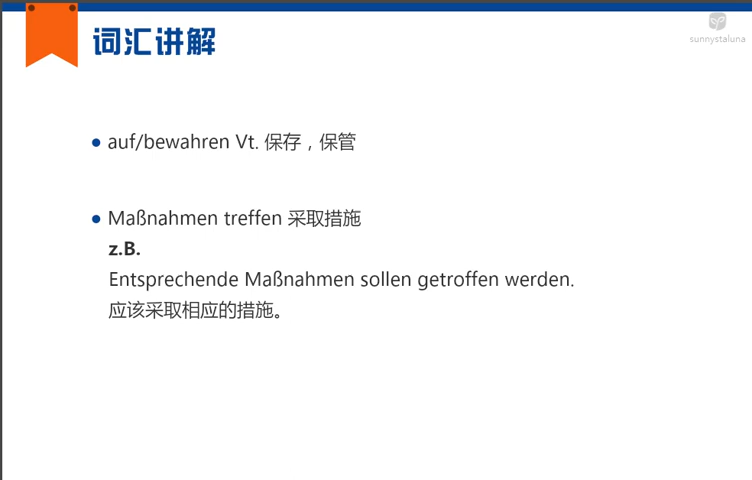 词汇讲解
sunnystaluna
● auf/bewahren Vt. 保存，保管
● Maßnahmen treffen 采取措施
z.B.
Entsprechende Maßnahmen sollen getroffen werden.
应该采取相应的措施。